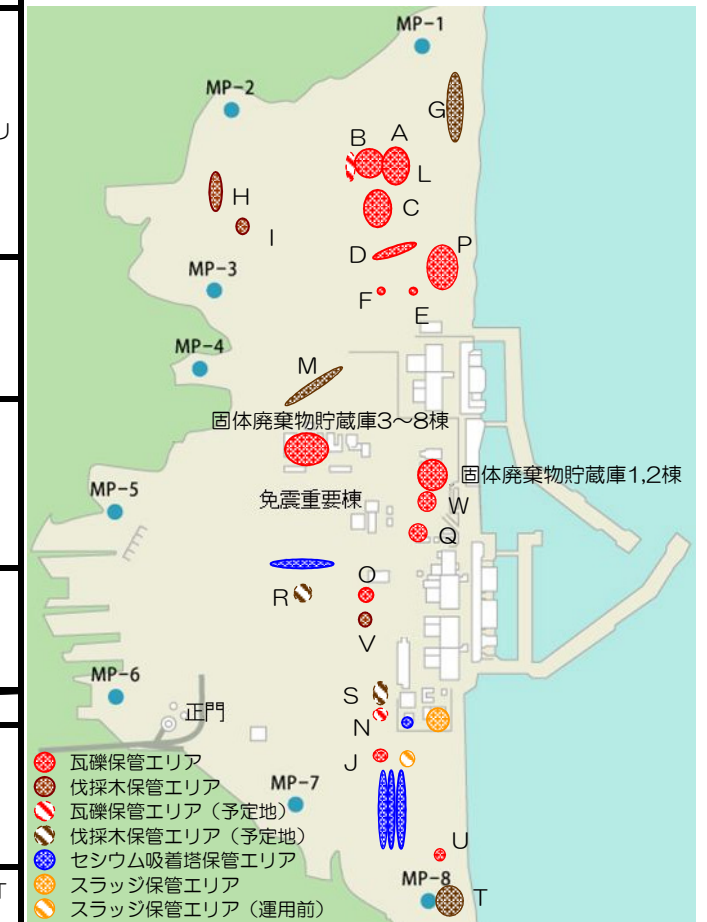 MP-1
MP-2
G
B
A
リ
L
H
C
I
P
D
MP-3
F
E
MP-4
M
固体廃棄物貯蔵庫3～8棟
固体廃棄物貯蔵庫1,2棟
MP-5
免震重要棟
W
Q
O
R
V
MP-6
S
正門
N
J
瓦礫保管エリア
伐採木保管エリア
MP-7
瓦礫保管エリア（予定地）
伐採木保管エリア（予定地）
U
セシウム吸着塔保管エリア
MP-8
スラッジ保管エリア
T
スラッジ保管エリア（運用前）